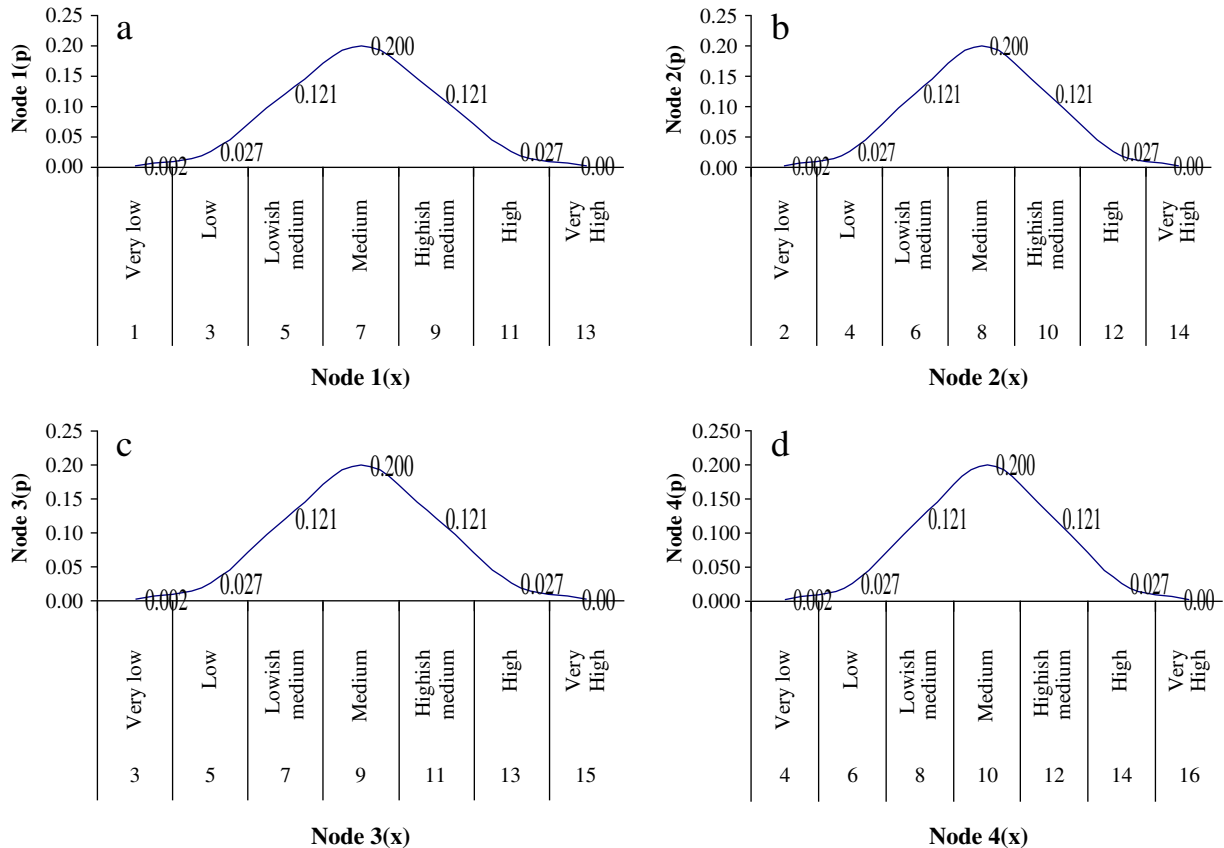 a
0.25
0.20
0.15
0.10
0.05
0.00
Node 1(p)
0.002
0.027
0.121
0.200
0.121
0.027
0.00
Very low
Low
Lowish
medium
Medium
Highish
medium
High
Very
High
1 3 5 7 9 11 13
Node 1(x)
b
0.25
0.20
0.15
0.10
0.05
0.00
Node 2(p)
0.002
0.027
0.121
0.200
0.121
0.027
0.00
Very low
Low
Lowish
medium
Medium
Highish
medium
High
Very
High
2 4 6 8 10 12 14
Node 2(x)
c
0.25
0.20
0.15
0.10
0.05
0.00
Node 3(p)
0.002
0.027
0.121
0.200
0.121
0.027
0.00
Very low
Low
Lowish
medium
Medium
Highish
medium
High
Very
High
3 5 7 9 11 13 15
Node 3(x)
d
0.250
0.200
0.150
0.100
0.050
0.000
Node 4(p)
0.002
0.027
0.121
0.200
0.121
0.027
0.00
Very low
Low
Lowish
medium
Medium
Highish
medium
High
Very
High
4 6 8 10 12 14 16
Node 4(x)